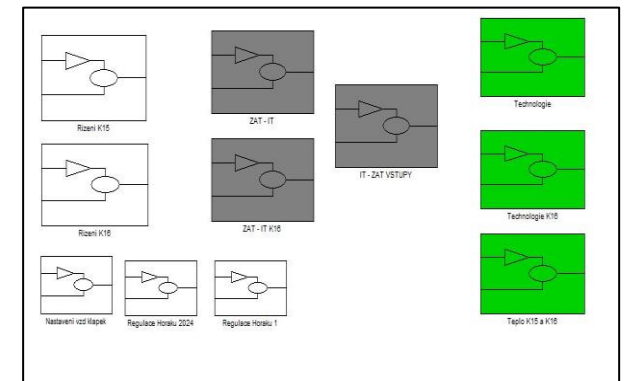 Rizeni K15
ZAT - IT
IT - ZAT VSTUPY
Technologie
Rizeni K16
ZAT - IT K16
Technologie K16
Nastaveni vzd klapek
Regulace Horaku 2024
Regulace Horaku 1
Teplo K15 a K16